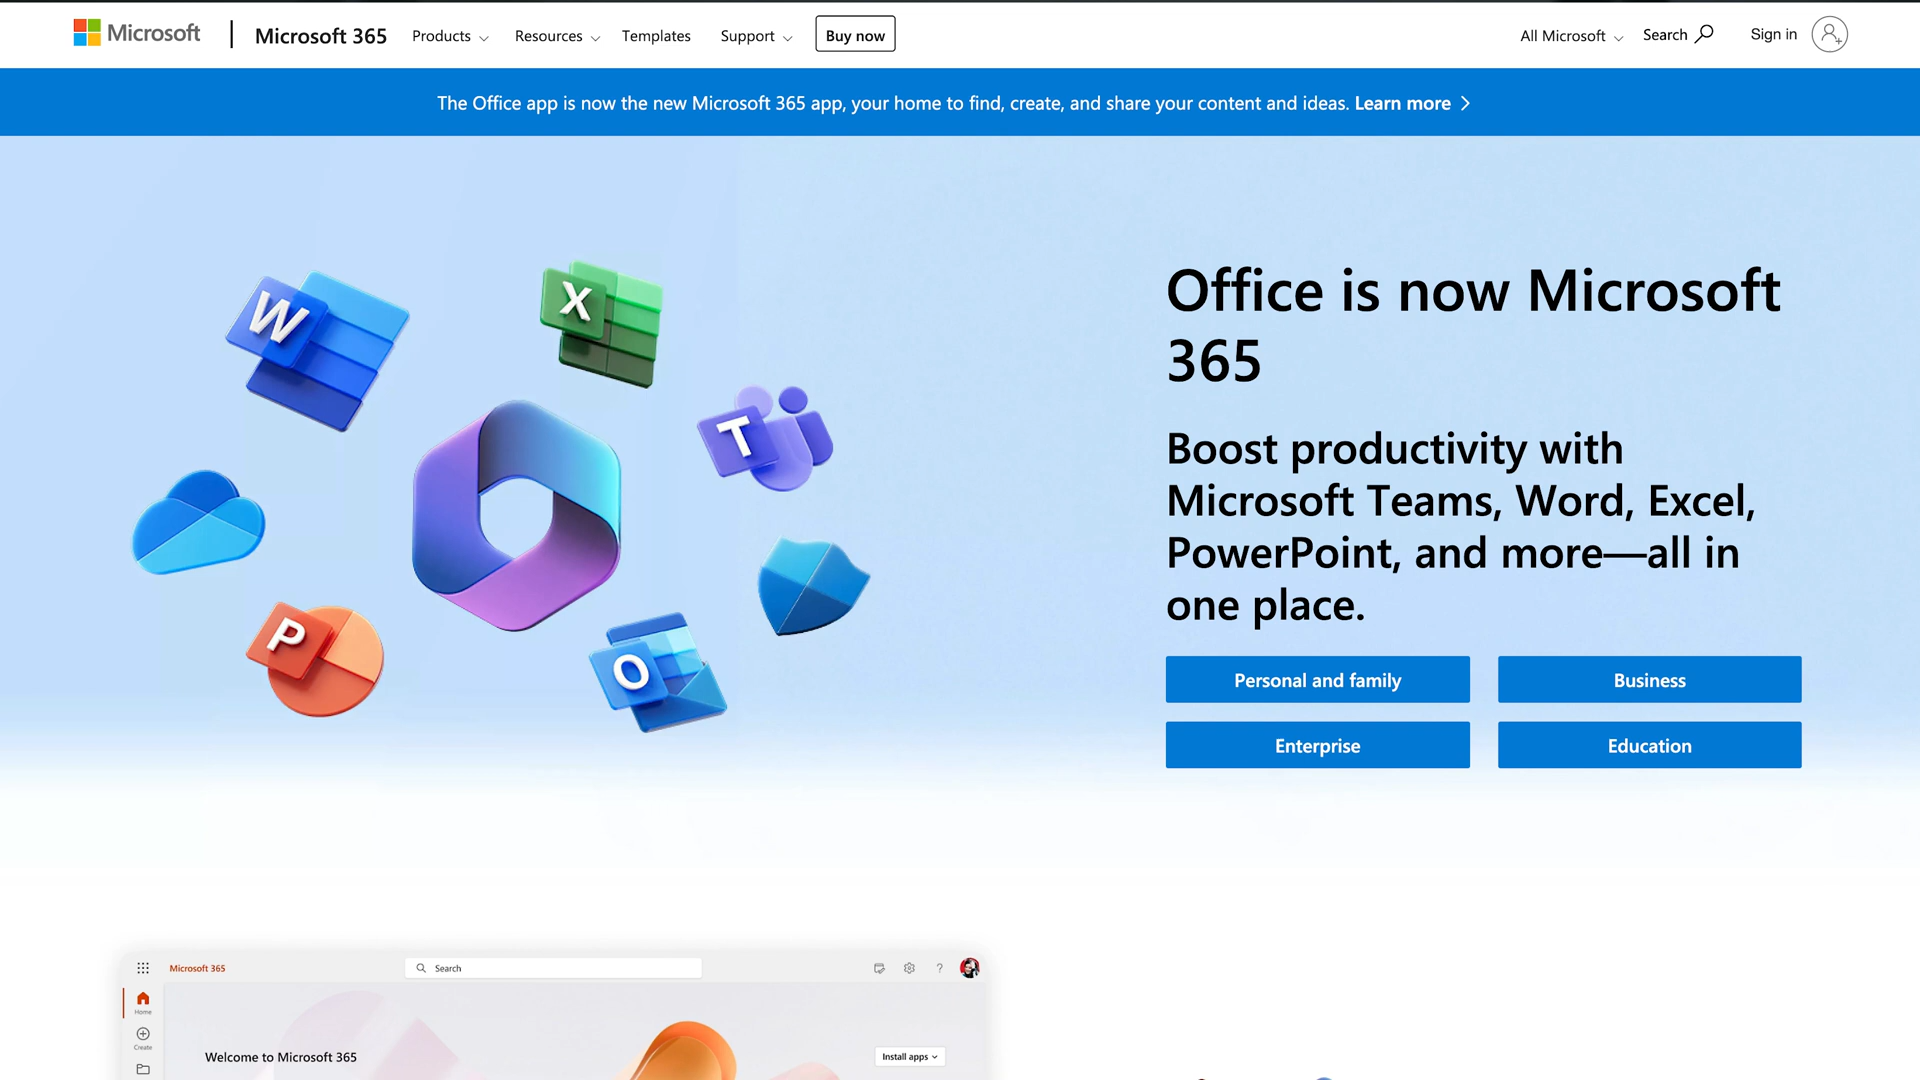 Microsoft
Microsoft 365
Products
Resources
Templates
Support
Buy now
All Microsoft
Search
Sign in
The Office app is now the new Microsoft 365 app, your home to find, create, and share your content and ideas. Learn more
W
X
T
P
O
Office is now Microsoft
365
Boost productivity with
Microsoft Teams, Word, Excel,
PowerPoint, and more—all in
one place.
Personal and family
Business
Enterprise
Education
Microsoft 365
Search
?
Home
Create
Welcome to Microsoft 365
Install apps